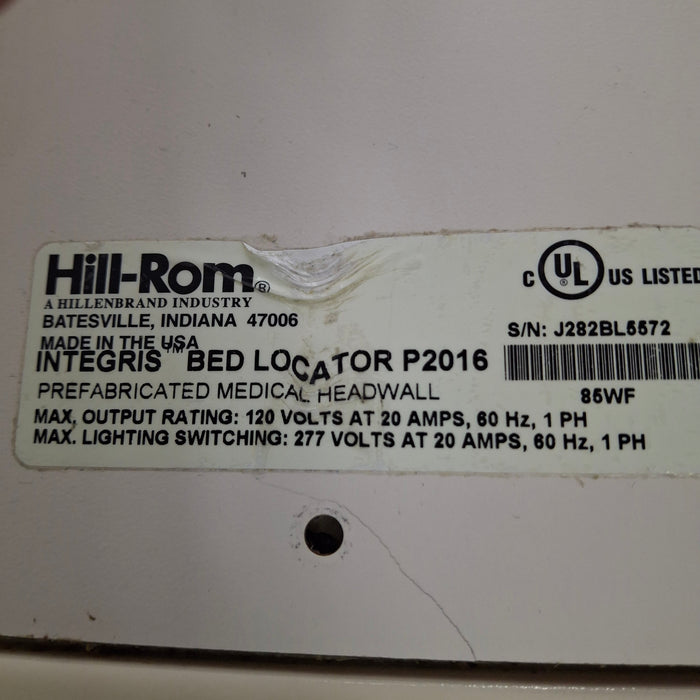 Hill-Rom®
A HILLENBRAND INDUSTRY
BATESVILLE, INDIANA 47006
MADE IN THE USA
INTEGRIS™ BED LOCATOR P2016
PREFABRICATED MEDICAL HEADWALL
MAX. OUTPUT RATING: 120 VOLTS AT 20 AMPS, 60 Hz, 1 PH
MAX. LIGHTING SWITCHING: 277 VOLTS AT 20 AMPS, 60 Hz, 1 PH
C UL® US LISTED
S/N: J282BL5572
85WF